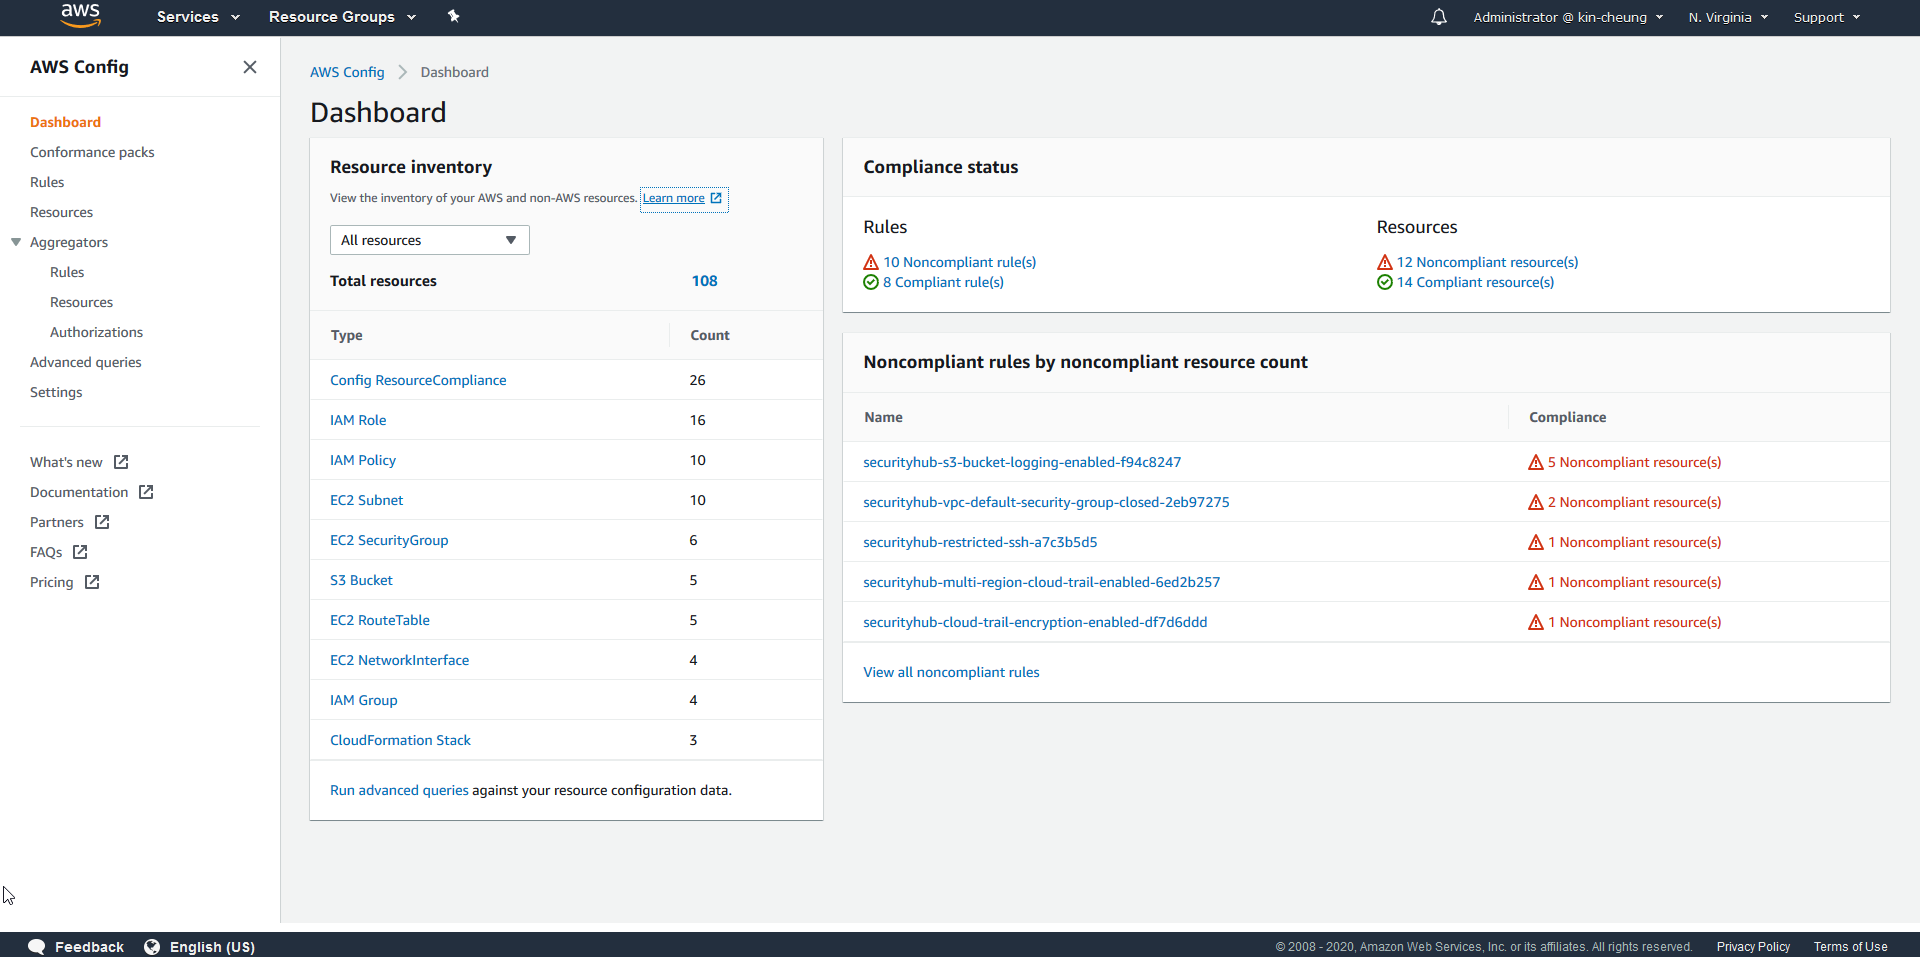 aws Services Resource Groups Administrator @ kin-cheung N. Virginia Support
AWS Config
Dashboard
Conformance packs
Rules
Resources
Aggregators
Rules
Resources
Authorizations
Advanced queries
Settings
What's new
Documentation
Partners
FAQs
Pricing
AWS Config Dashboard
Dashboard
Resource inventory
View the inventory of your AWS and non-AWS resources. Learn more
All resources
Total resources 108
Type Count
Config ResourceCompliance 26
IAM Role 16
IAM Policy 10
EC2 Subnet 10
EC2 SecurityGroup 6
S3 Bucket 5
EC2 RouteTable 5
EC2 NetworkInterface 4
IAM Group 4
CloudFormation Stack 3
Run advanced queries against your resource configuration data.
Compliance status
Rules
10 Noncompliant rule(s)
8 Compliant rule(s)
Resources
12 Noncompliant resource(s)
14 Compliant resource(s)
Noncompliant rules by noncompliant resource count
Name Compliance
securityhub-s3-bucket-logging-enabled-f94c8247 5 Noncompliant resource(s)
securityhub-vpc-default-security-group-closed-2eb97275 2 Noncompliant resource(s)
securityhub-restricted-ssh-a7c3b5d5 1 Noncompliant resource(s)
securityhub-multi-region-cloud-trail-enabled-6ed2b257 1 Noncompliant resource(s)
securityhub-cloud-trail-encryption-enabled-df7d6ddd 1 Noncompliant resource(s)
View all noncompliant rules
Feedback English (US) © 2008 - 2020, Amazon Web Services, Inc. or its affiliates. All rights reserved. Privacy Policy Terms of Use